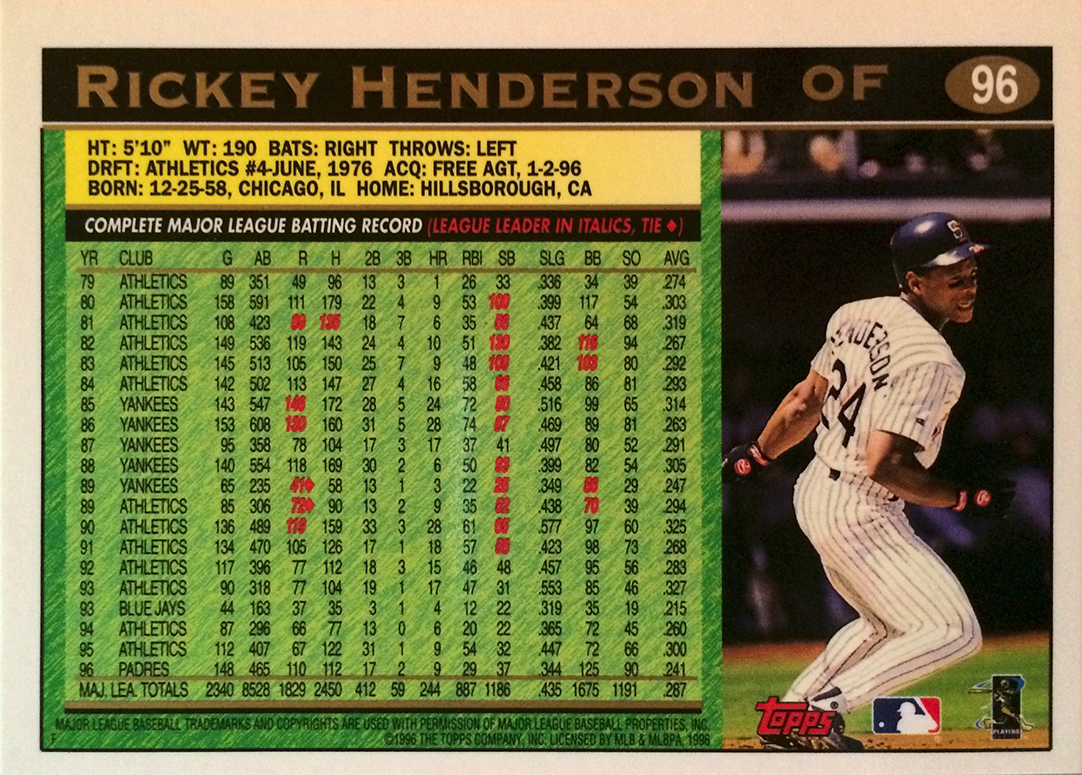 RICKEY HENDERSON OF 96
HT: 5'10" WT: 190 BATS: RIGHT THROWS: LEFT
DRFT: ATHLETICS #4-JUNE, 1976 ACQ: FREE AGT, 1-2-96
BORN: 12-25-58, CHICAGO, IL HOME: HILLSBOROUGH, CA
COMPLETE MAJOR LEAGUE BATTING RECORD (LEAGUE LEADER IN ITALICS, TIE ♦)
YR CLUB G AB R H 2B 3B HR RBI SB SLG BB SO AVG
79 ATHLETICS 89 351 49 96 13 3 1 26 33 .336 34 39 .274
80 ATHLETICS 158 591 111 179 22 4 9 53 100 .399 117 54 .303
81 ATHLETICS 108 423 89 135 18 7 6 35 56 .437 64 68 .319
82 ATHLETICS 149 536 119 143 24 4 10 51 130 .382 116 94 .267
83 ATHLETICS 145 513 105 150 25 7 9 48 108 .421 103 80 .292
84 ATHLETICS 142 502 113 147 27 4 16 58 66 .458 86 81 .293
85 YANKEES 143 547 146 172 28 5 24 72 80 .516 99 65 .314
86 YANKEES 153 608 130 160 31 5 28 74 87 .469 89 81 .263
87 YANKEES 95 358 78 104 17 3 17 37 41 .497 80 52 .291
88 YANKEES 140 554 118 169 30 2 6 50 93 .399 82 54 .305
89 YANKEES 65 235 41♦ 58 13 1 3 22 25 .349 56 29 .247
89 ATHLETICS 85 306 72♦ 90 13 2 9 35 52 .438 70 39 .294
90 ATHLETICS 136 489 119 159 33 3 28 61 65 .577 97 60 .325
91 ATHLETICS 134 470 105 126 17 1 18 57 58 .423 98 73 .268
92 ATHLETICS 117 396 77 112 18 3 15 46 48 .457 95 56 .283
93 ATHLETICS 90 318 77 104 19 1 17 47 31 .553 85 46 .327
93 BLUE JAYS 44 163 37 35 3 1 4 12 22 .319 35 19 .215
94 ATHLETICS 87 296 66 77 13 0 6 20 22 .365 72 45 .260
95 ATHLETICS 112 407 67 122 31 1 9 54 32 .447 72 66 .300
96 PADRES 148 465 110 112 17 2 9 29 37 .344 125 90 .241
MAJ. LEA. TOTALS 2340 8528 1829 2450 412 59 244 887 1186 .435 1675 1191 .287
MAJOR LEAGUE BASEBALL TRADEMARKS AND COPYRIGHTS ARE USED WITH PERMISSION OF MAJOR LEAGUE BASEBALL PROPERTIES, INC.
©1996 THE TOPPS COMPANY, INC. LICENSED BY MLB & MLBPA, 1996
S
HENDERSON
24
Topps®
PLAYERS